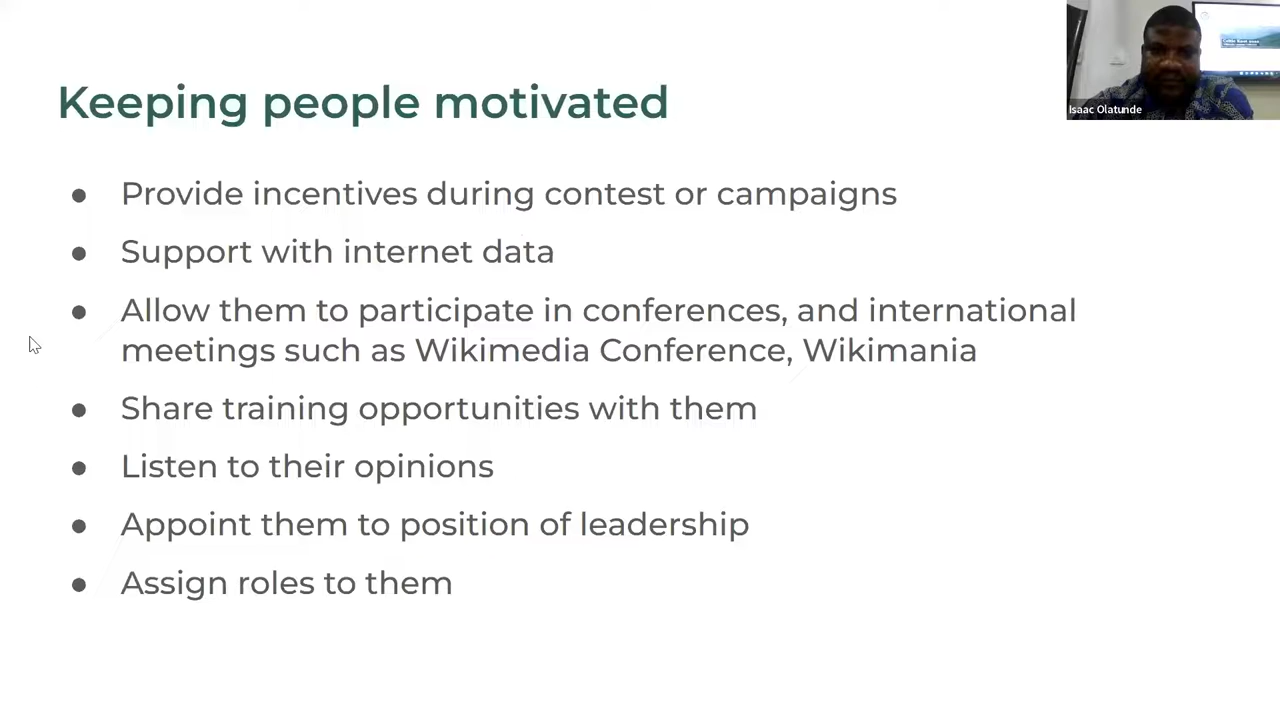 Keeping people motivated
● Provide incentives during contest or campaigns
● Support with internet data
● Allow them to participate in conferences, and international
meetings such as Wikimedia Conference, Wikimania
● Share training opportunities with them
● Listen to their opinions
● Appoint them to position of leadership
● Assign roles to them
Isaac Olatunde